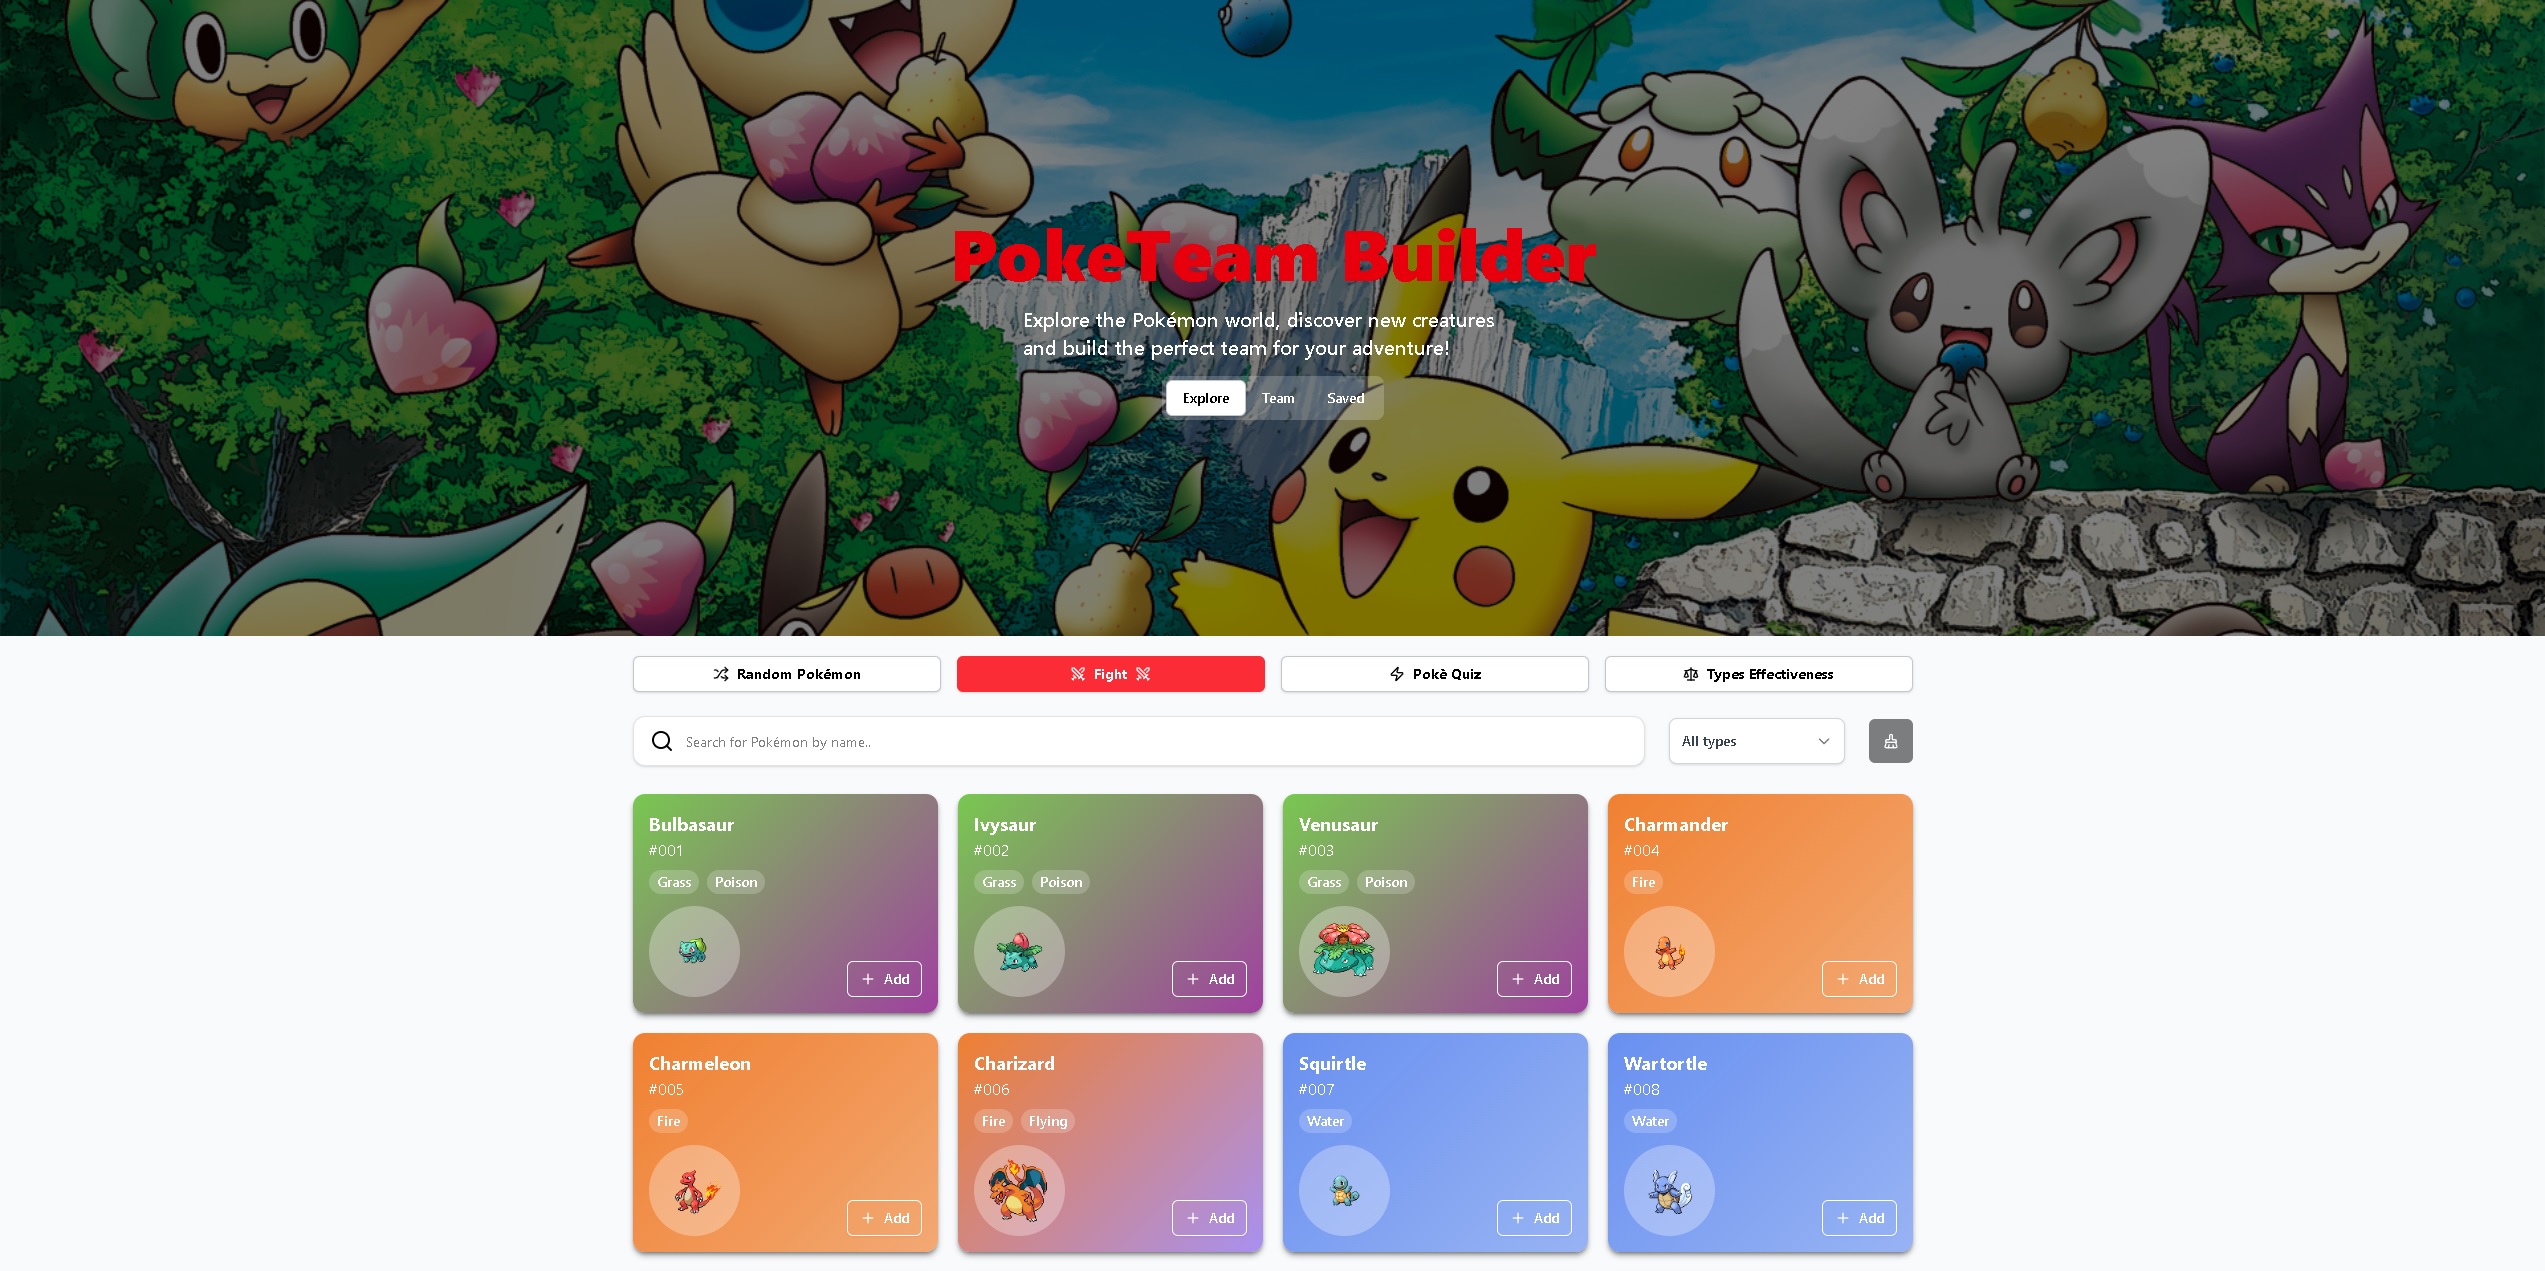 PokeTeam Builder
Explore the Pokémon world, discover new creatures
and build the perfect team for your adventure!
Explore Team Saved
Random Pokémon Fight Pokè Quiz Types Effectiveness
Search for Pokémon by name.. All types
Bulbasaur
#001
Grass Poison
Add
Ivysaur
#002
Grass Poison
Add
Venusaur
#003
Grass Poison
Add
Charmander
#004
Fire
Add
Charmeleon
#005
Fire
Add
Charizard
#006
Fire Flying
Add
Squirtle
#007
Water
Add
Wartortle
#008
Water
Add